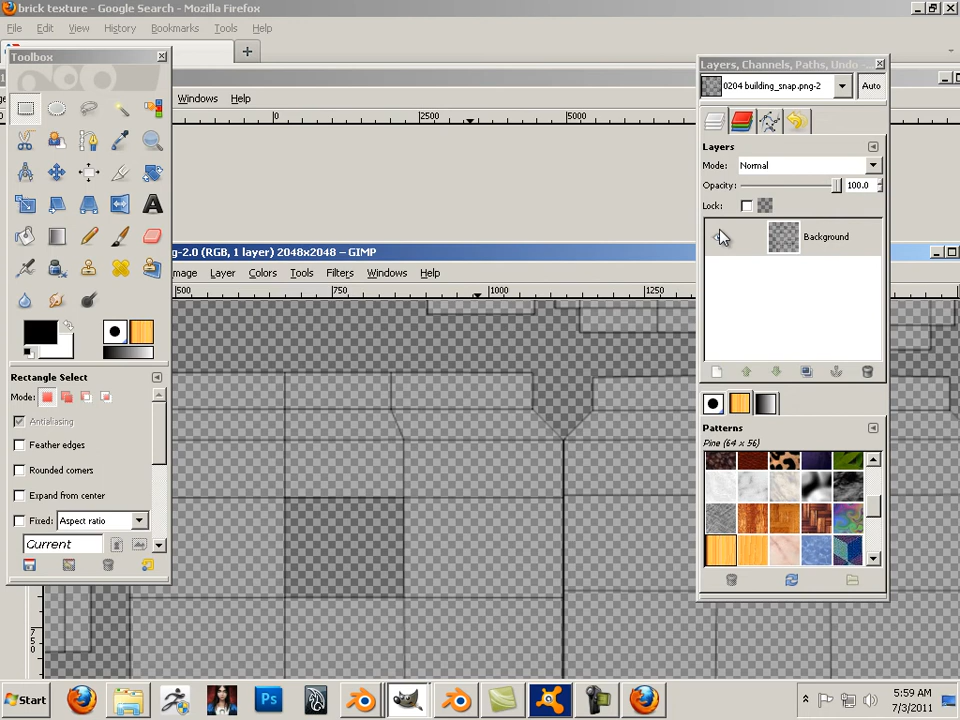 brick texture - Google Search - Mozilla Firefox
File Edit View History Bookmarks Tools Help
Toolbox
Layers, Channels, Paths, Undo -
0204 building_snap.png-2 Auto
Windows Help
0 2500 5000
Layers
Mode: Normal
Opacity: 100.0
Lock:
Background
ng-2.0 (RGB, 1 layer) 2048x2048 – GIMP
mage Layer Colors Tools Filters Windows Help
500 750 1000 1250
Rectangle Select
Mode:
Antialiasing
Feather edges
Rounded corners
Expand from center
Fixed: Aspect ratio
Current
Patterns
Pine (64 x 56)
750
Start
Ps
5:59 AM
7/3/2011